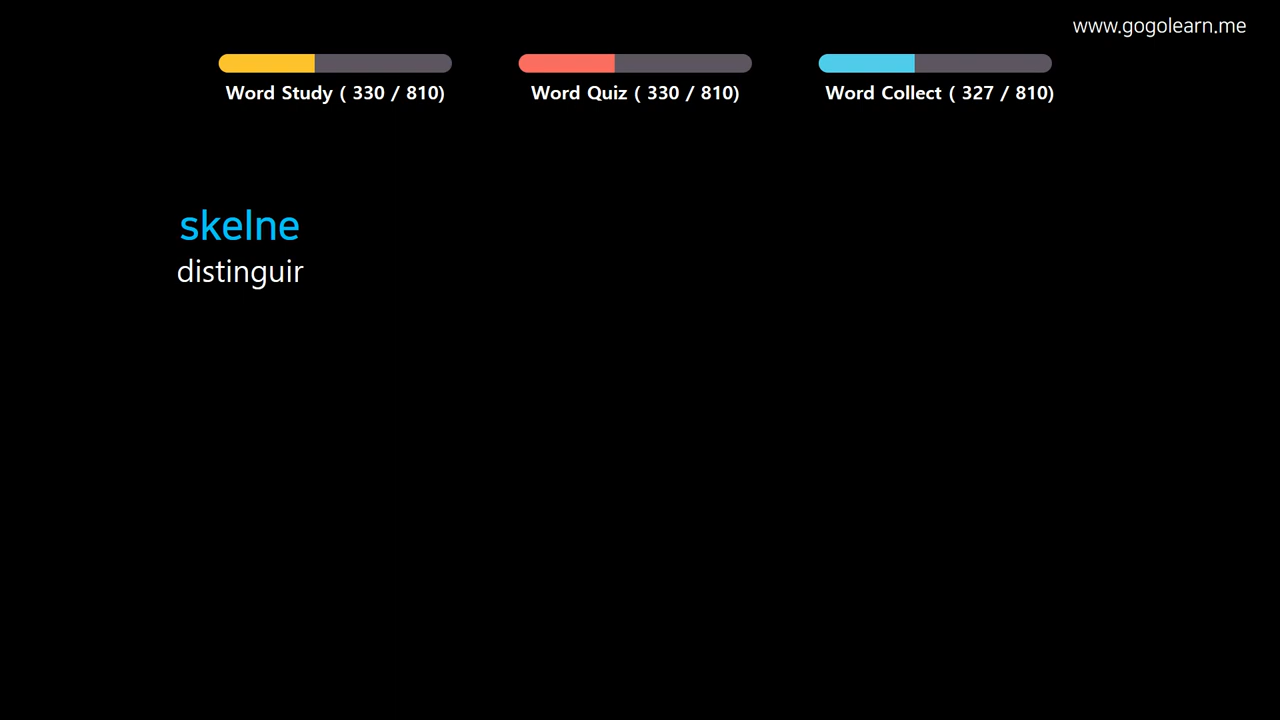 www.gogolearn.me
Word Study ( 330 / 810)
Word Quiz ( 330 / 810)
Word Collect ( 327 / 810)
skelne
distinguir